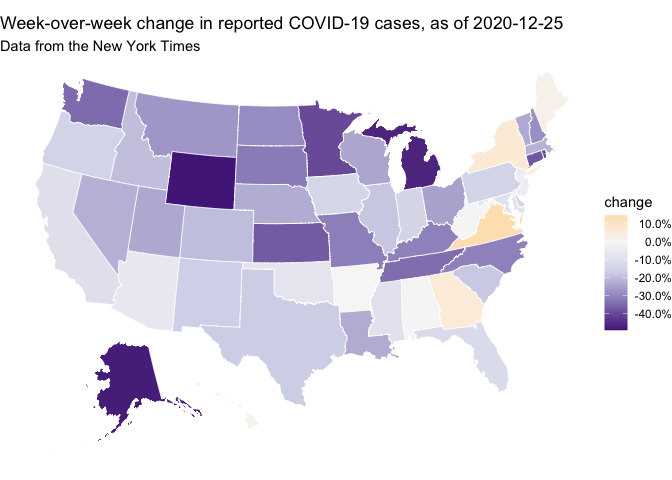 Week-over-week change in reported COVID-19 cases, as of 2020-12-25
Data from the New York Times
change
10.0%
0.0%
-10.0%
-20.0%
-30.0%
-40.0%